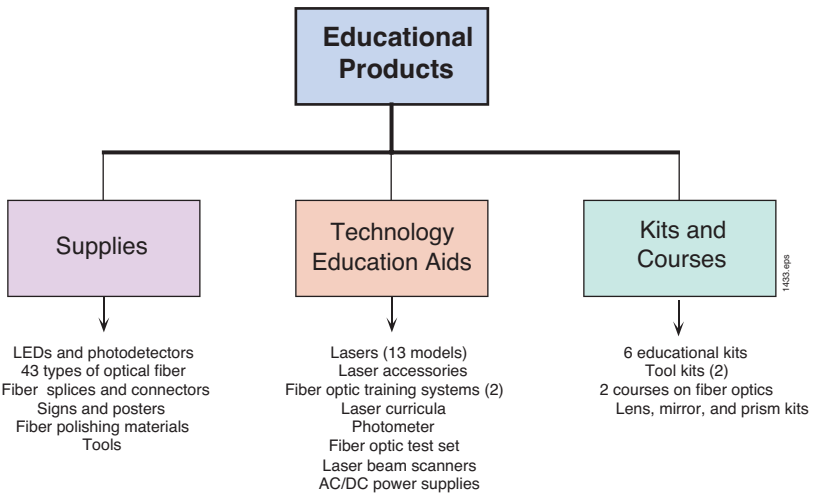 Educational
Products
Supplies
Technology
Education Aids
Kits and
Courses
1433.eps
LEDs and photodetectors
43 types of optical fiber
Fiber splices and connectors
Signs and posters
Fiber polishing materials
Tools
Lasers (13 models)
Laser accessories
Fiber optic training systems (2)
Laser curricula
Photometer
Fiber optic test set
Laser beam scanners
AC/DC power supplies
6 educational kits
Tool kits (2)
2 courses on fiber optics
Lens, mirror, and prism kits